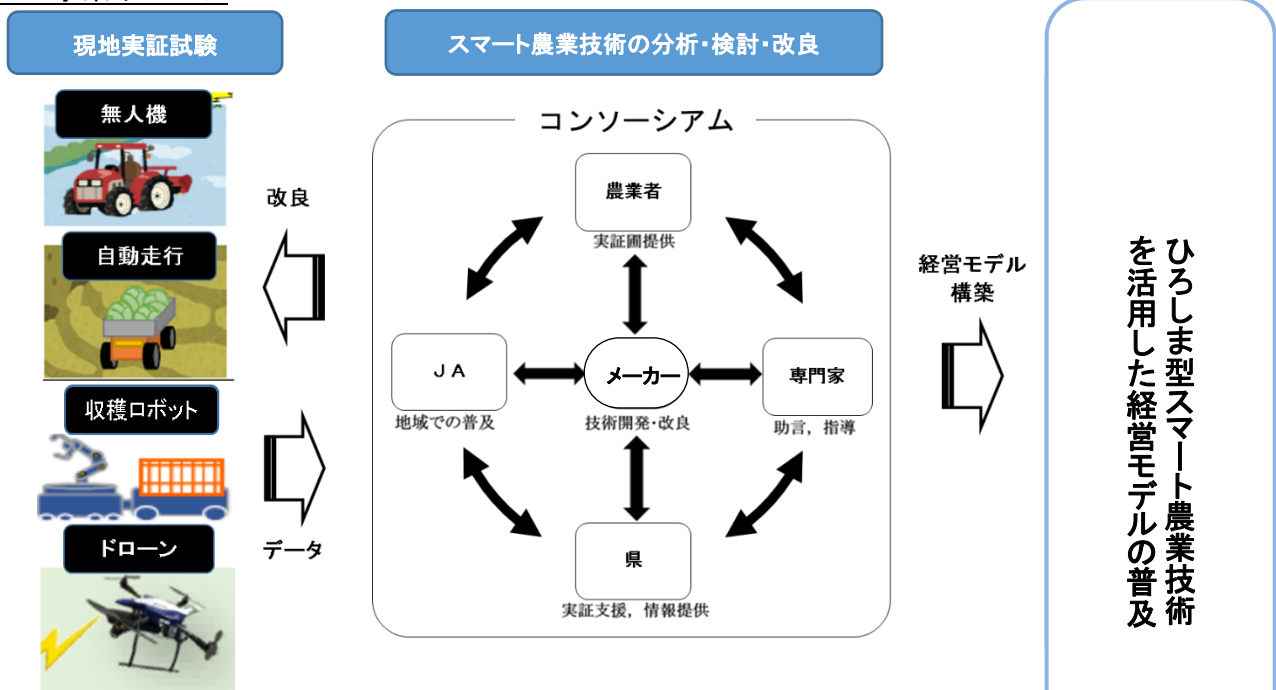 現地実証試験
無人機
自動走行
収穫ロボット
ドローン
改良
データ
スマート農業技術の分析・検討・改良
コンソーシアム
農業者
実証圃提供
ＪＡ
地域での普及
メーカー
技術開発・改良
専門家
助言，指導
県
実証支援，情報提供
経営モデル
構築
ひろしま型スマート農業技術
を活用した経営モデルの普及